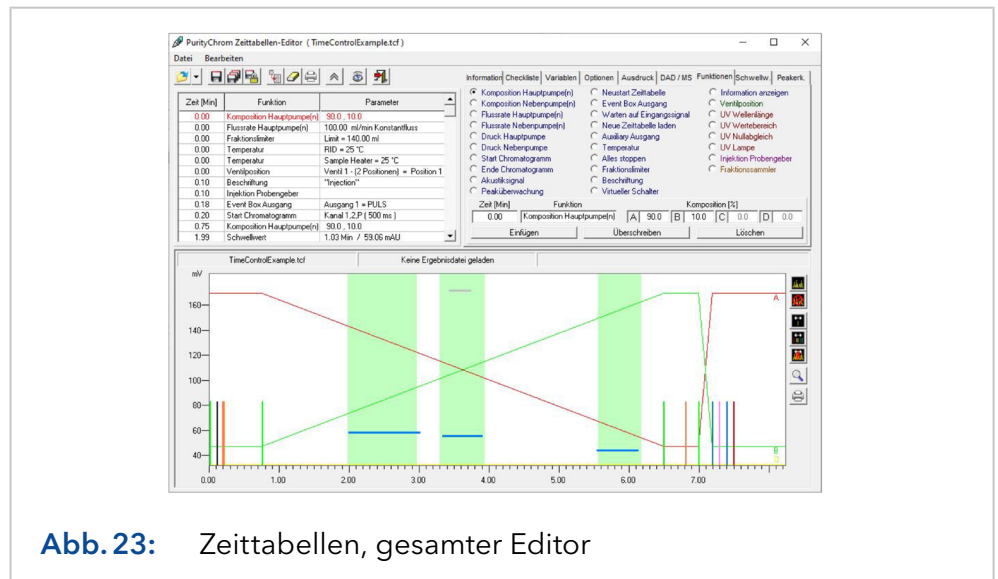 PurityChrom Zeittabellen-Editor ( TimeControlExample.tcf )
Datei Bearbeiten
Information Checkliste Variablen Optionen Ausdruck DAD / MS Funktionen Schwellw. Peakerk.
Zeit [Min] Funktion Parameter
0.00 Komposition Hauptpumpe(n) 90.0 , 10.0
0.00 Flussrate Hauptpumpe(n) 100.00 ml/min Konstantfluss
0.00 Fraktionslimiter Limit = 140.00 ml
0.00 Temperatur RID = 25 °C
0.00 Temperatur Sample Heater = 25 °C
0.00 Ventilposition Ventil 1 - (2 Positionen) = Position 1
0.10 Beschriftung "Injection"
0.10 Injektion Probengeber
0.18 Event Box Ausgang Ausgang 1 = PULS
0.20 Start Chromatogramm Kanal 1,2,P ( 500 ms )
0.75 Komposition Hauptpumpe(n) 90.0 , 10.0
1.99 Schwellwert 1.03 Min / 59.06 mAU
Komposition Hauptpumpe(n) Neustart Zeittabelle Information anzeigen
Komposition Nebenpumpe(n) Event Box Ausgang Ventilposition
Flussrate Hauptpumpe(n) Warten auf Eingangssignal UV Wellenlänge
Flussrate Nebenpumpe(n) Neue Zeittabelle laden UV Wertebereich
Druck Hauptpumpe Auxiliary Ausgang UV Nullabgleich
Druck Nebenpumpe Temperatur UV Lampe
Start Chromatogramm Alles stoppen Injektion Probengeber
Ende Chromatogramm Fraktionslimiter Fraktionssammler
Akustiksignal Beschriftung
Peaküberwachung Virtueller Schalter
Zeit [Min] Funktion Komposition [%]
0.00 Komposition Hauptpumpe(n) A 90.0 B 10.0 C 0.0 D 0.0
Einfügen Überschreiben Löschen
TimeControlExample.tcf Keine Ergebnisdatei geladen
mV
160
140
120
100
80
60
40
A
B
D
0.00 1.00 2.00 3.00 4.00 5.00 6.00 7.00
Abb. 23: Zeittabellen, gesamter Editor